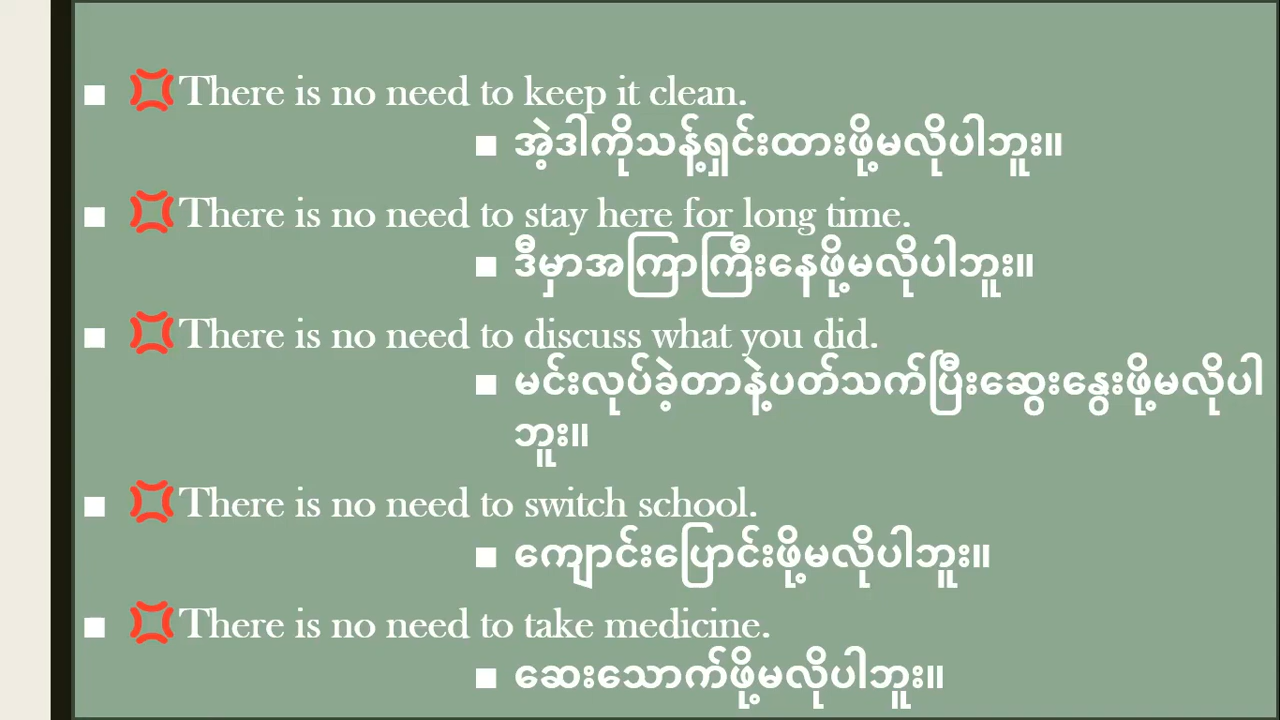 💢There is no need to keep it clean.
အဲ့ဒါကိုသန့်ရှင်းထားဖို့မလိုပါဘူး။
💢There is no need to stay here for long time.
ဒီမှာအကြာကြီးနေဖို့မလိုပါဘူး။
💢There is no need to discuss what you did.
မင်းလုပ်ခဲ့တာနဲ့ပတ်သက်ပြီးဆွေးနွေးဖို့မလိုပါ
ဘူး။
💢There is no need to switch school.
ကျောင်းပြောင်းဖို့မလိုပါဘူး။
💢There is no need to take medicine.
ဆေးသောက်ဖို့မလိုပါဘူး။